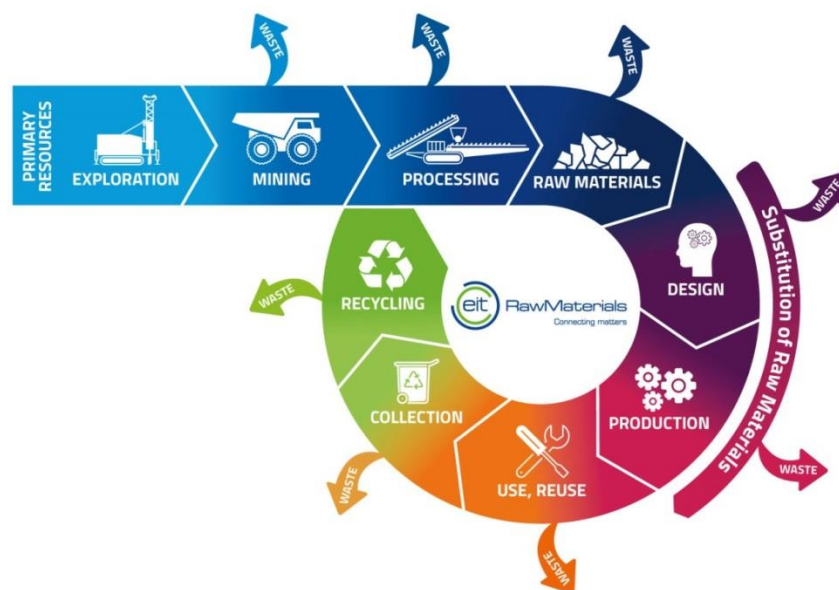 WASTE
WASTE
WASTE
PRIMARY
RESOURCES
EXPLORATION
MINING
PROCESSING
RAW MATERIALS
WASTE
Substitution of Raw Materials
DESIGN
RECYCLING
WASTE
eit RawMaterials
Connecting matters
COLLECTION
PRODUCTION
WASTE
USE, REUSE
WASTE
WASTE